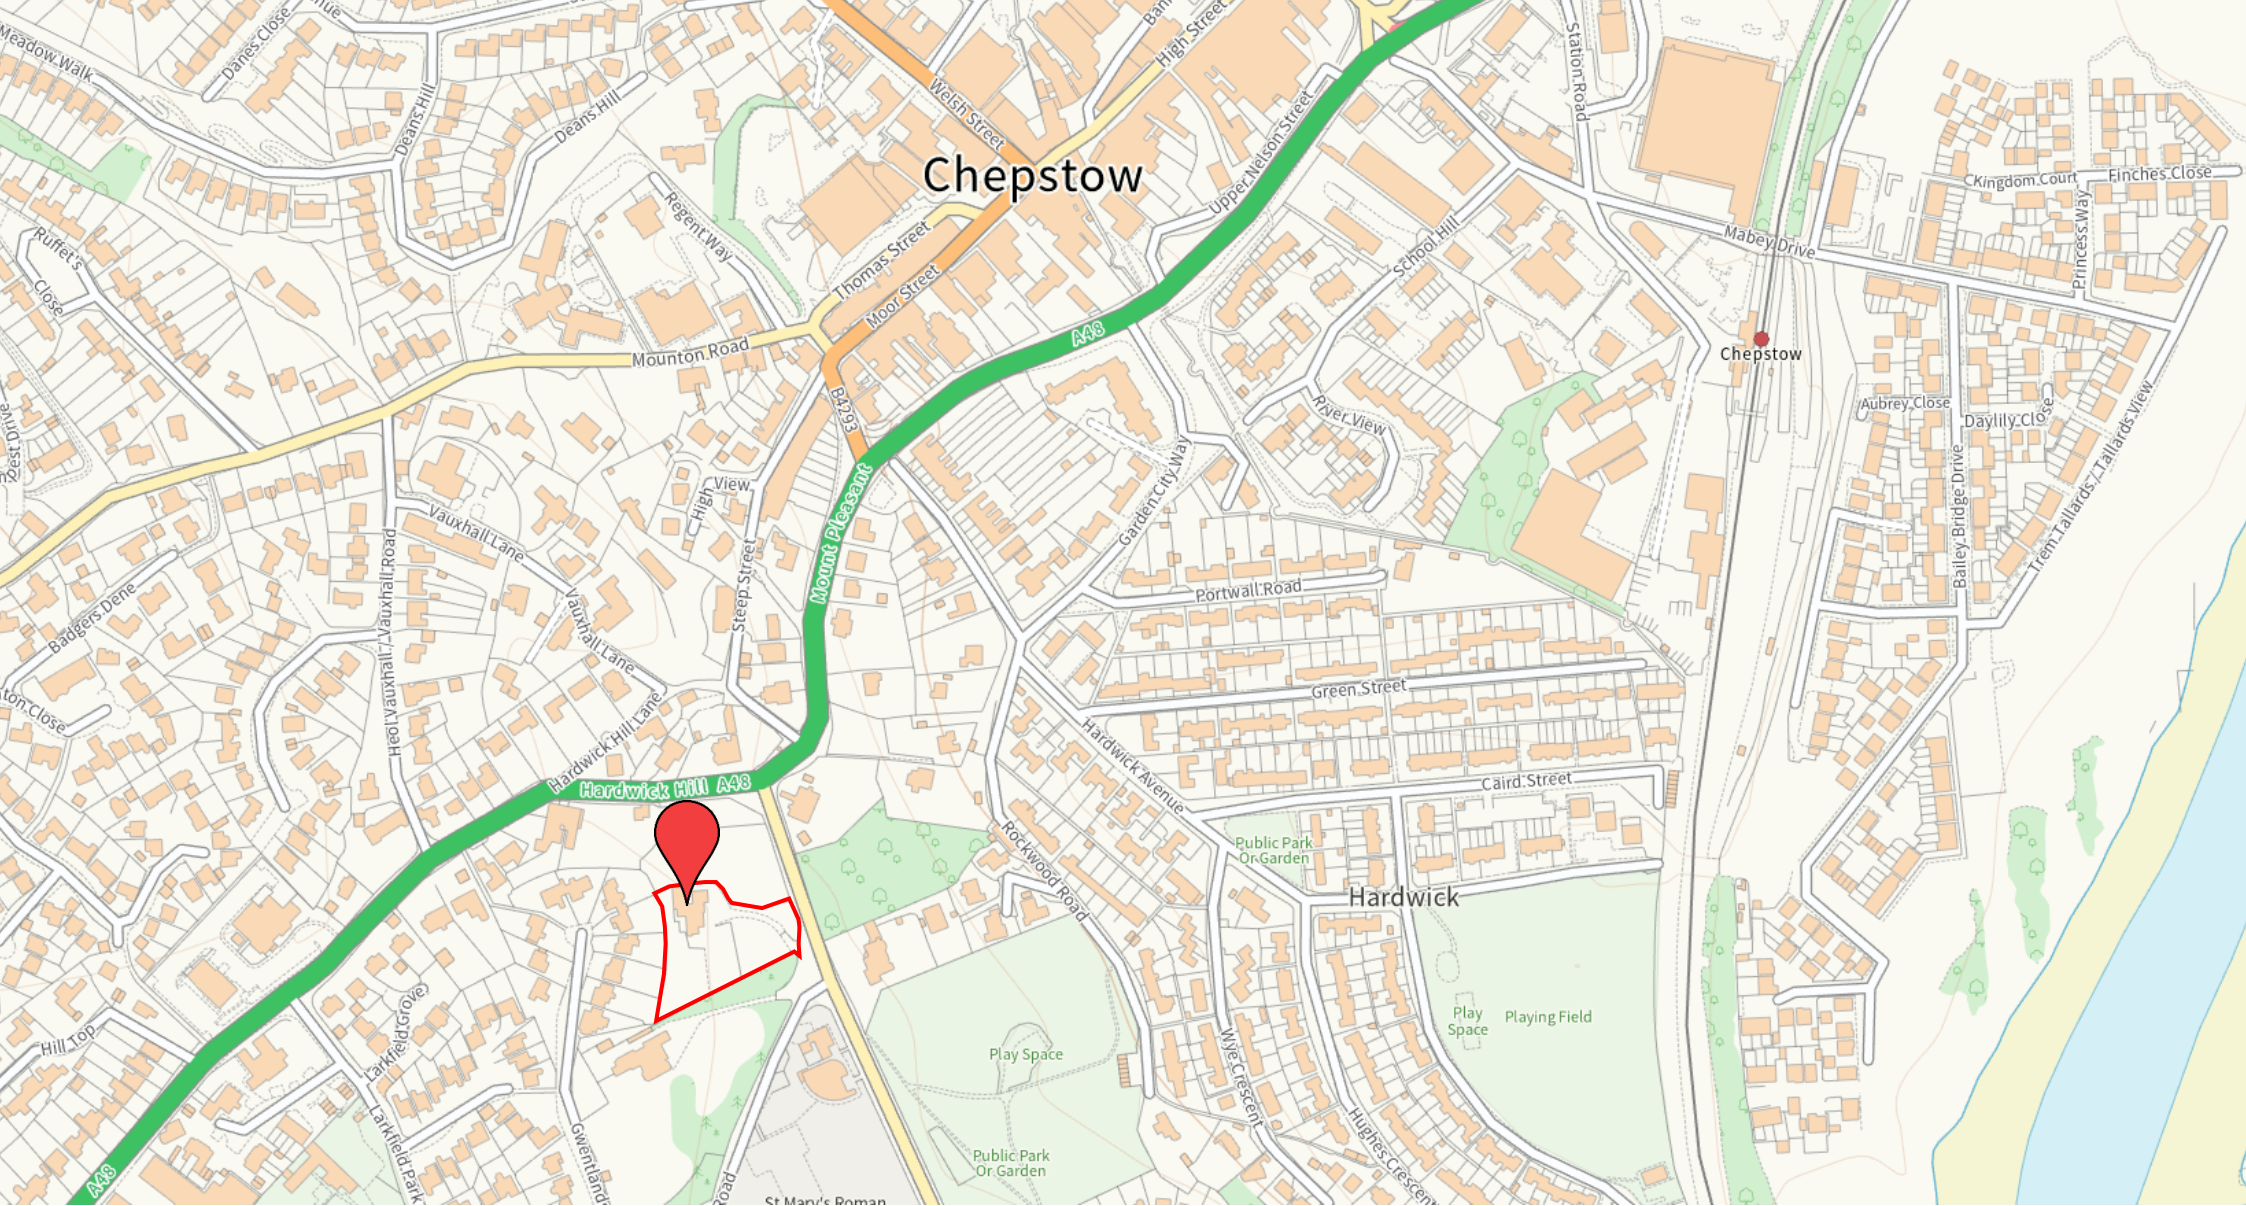 Meadow Walk
Danes Close
Deans Hill
Deans Hill
Welsh Street
High Street
Station Road
Chepstow
Upper Nelson Street
Kingdom Court
Finches Close
Princess Way
Mabey Drive
Ruffet's
Close
Regent Way
Thomas Street
Moor Street
School Hill
Mounton Road
A48
Chepstow
B4293
River View
Aubrey Close
Daylily Close
Trem Tallards / Tallards View
Bailey Bridge Drive
High View
Mount Pleasant
Garden City Way
Vauxhall Lane
Vauxhall Lane
Heol Vauxhall / Vauxhall Road
Badgers Dene
Steep Street
Portwall Road
Green Street
Hardwick Hill Lane
Hardwick Hill A48
Hardwick Avenue
Caird Street
Public Park
Or Garden
Rockwood Road
Hardwick
Play
Space
Playing Field
Play Space
Hill Top
Larkfield Grove
Wye Crescent
Larkfield Park
Hughes Crescent
Public Park
Or Garden
A48
St Mary's Roman